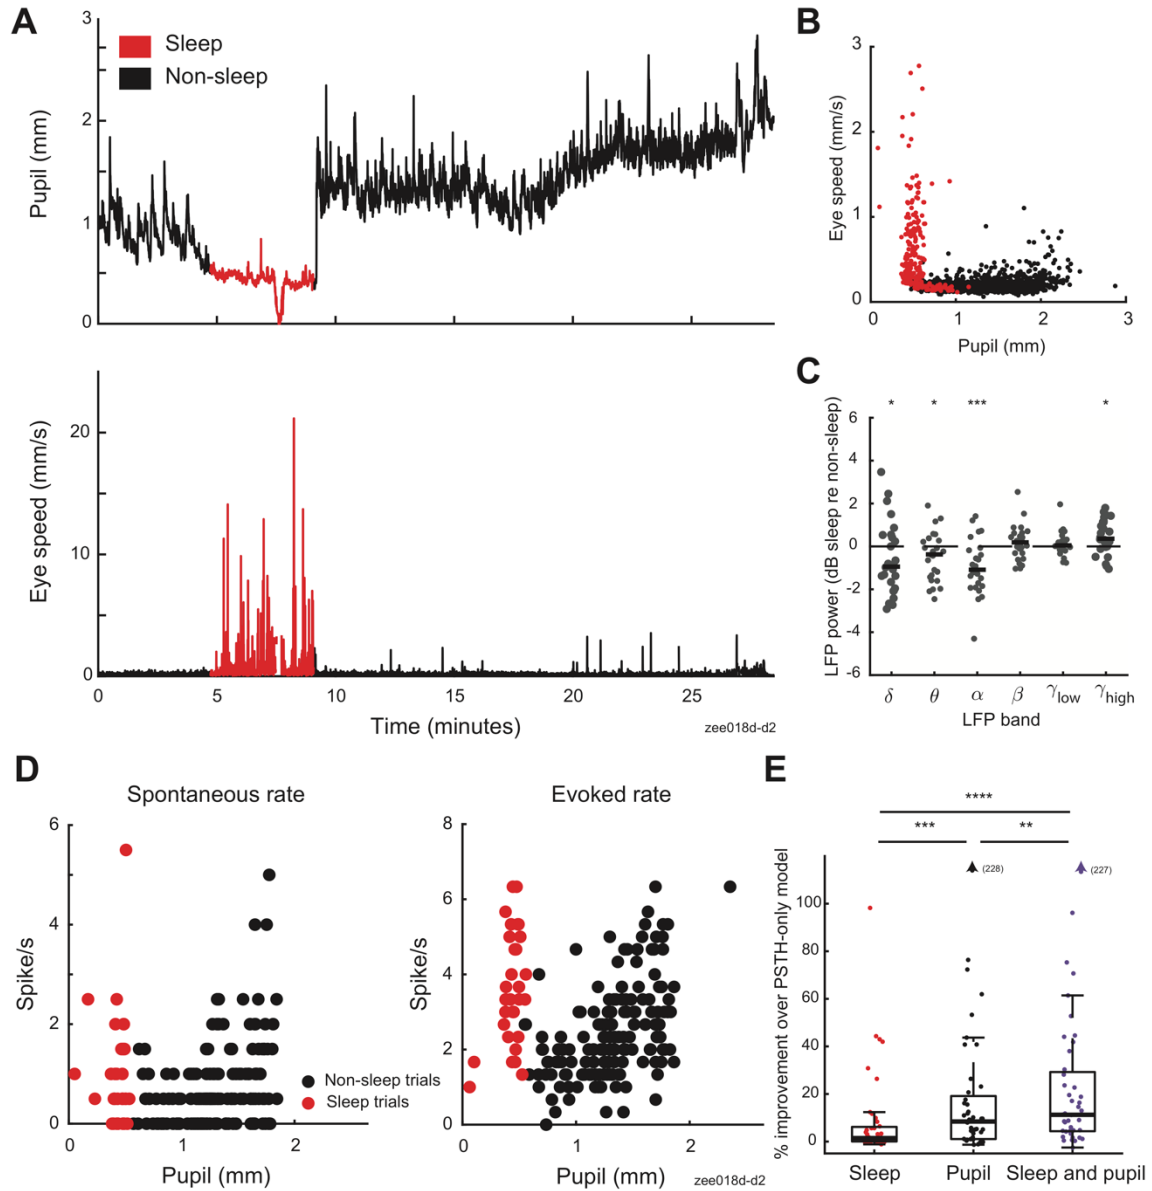 A
Sleep
Non-sleep
3
2
1
0
Pupil (mm)
20
10
0
Eye speed (mm/s)
0
5
10
15
20
25
Time (minutes)
zee018d-d2
B
3
2
1
0
Eye speed (mm/s)
0
1
2
3
Pupil (mm)
C
* * *** *
6
4
2
0
-2
-4
-6
LFP power (dB sleep re non-sleep)
δ θ α β γlow γhigh
LFP band
D
Spontaneous rate
6
4
2
0
Spike/s
Non-sleep trials
Sleep trials
0
1
2
Pupil (mm)
Evoked rate
8
6
4
2
0
Spike/s
0
1
2
Pupil (mm)
zee018d-d2
E
****
*** **
(228) (227)
100
80
60
40
20
0
% improvement over PSTH-only model
Sleep Pupil Sleep and pupil